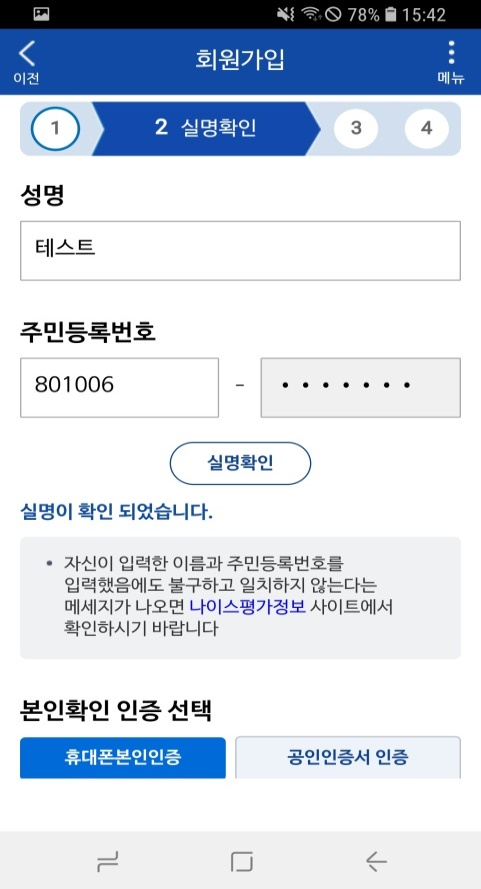 78% 15:42
이전
회원가입
메뉴
1 2 실명확인 3 4
성명
테스트
주민등록번호
801006 - • • • • • • •
실명확인
실명이 확인 되었습니다.
• 자신이 입력한 이름과 주민등록번호를
입력했음에도 불구하고 일치하지 않는다는
메세지가 나오면 나이스평가정보 사이트에서
확인하시기 바랍니다
본인확인 인증 선택
휴대폰본인인증 공인인증서 인증